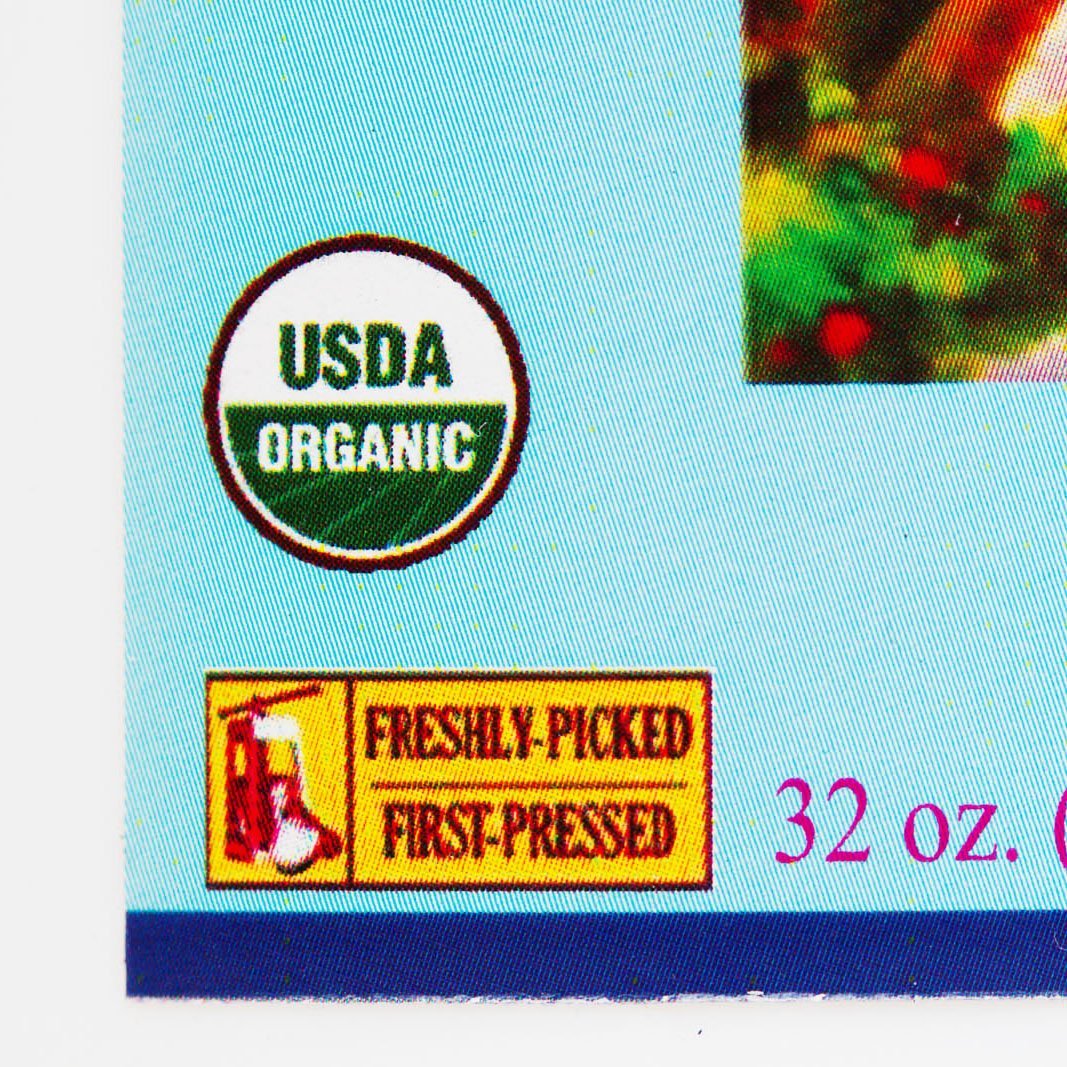 USDA
ORGANIC
FRESHLY-PICKED
FIRST-PRESSED
32 oz. (